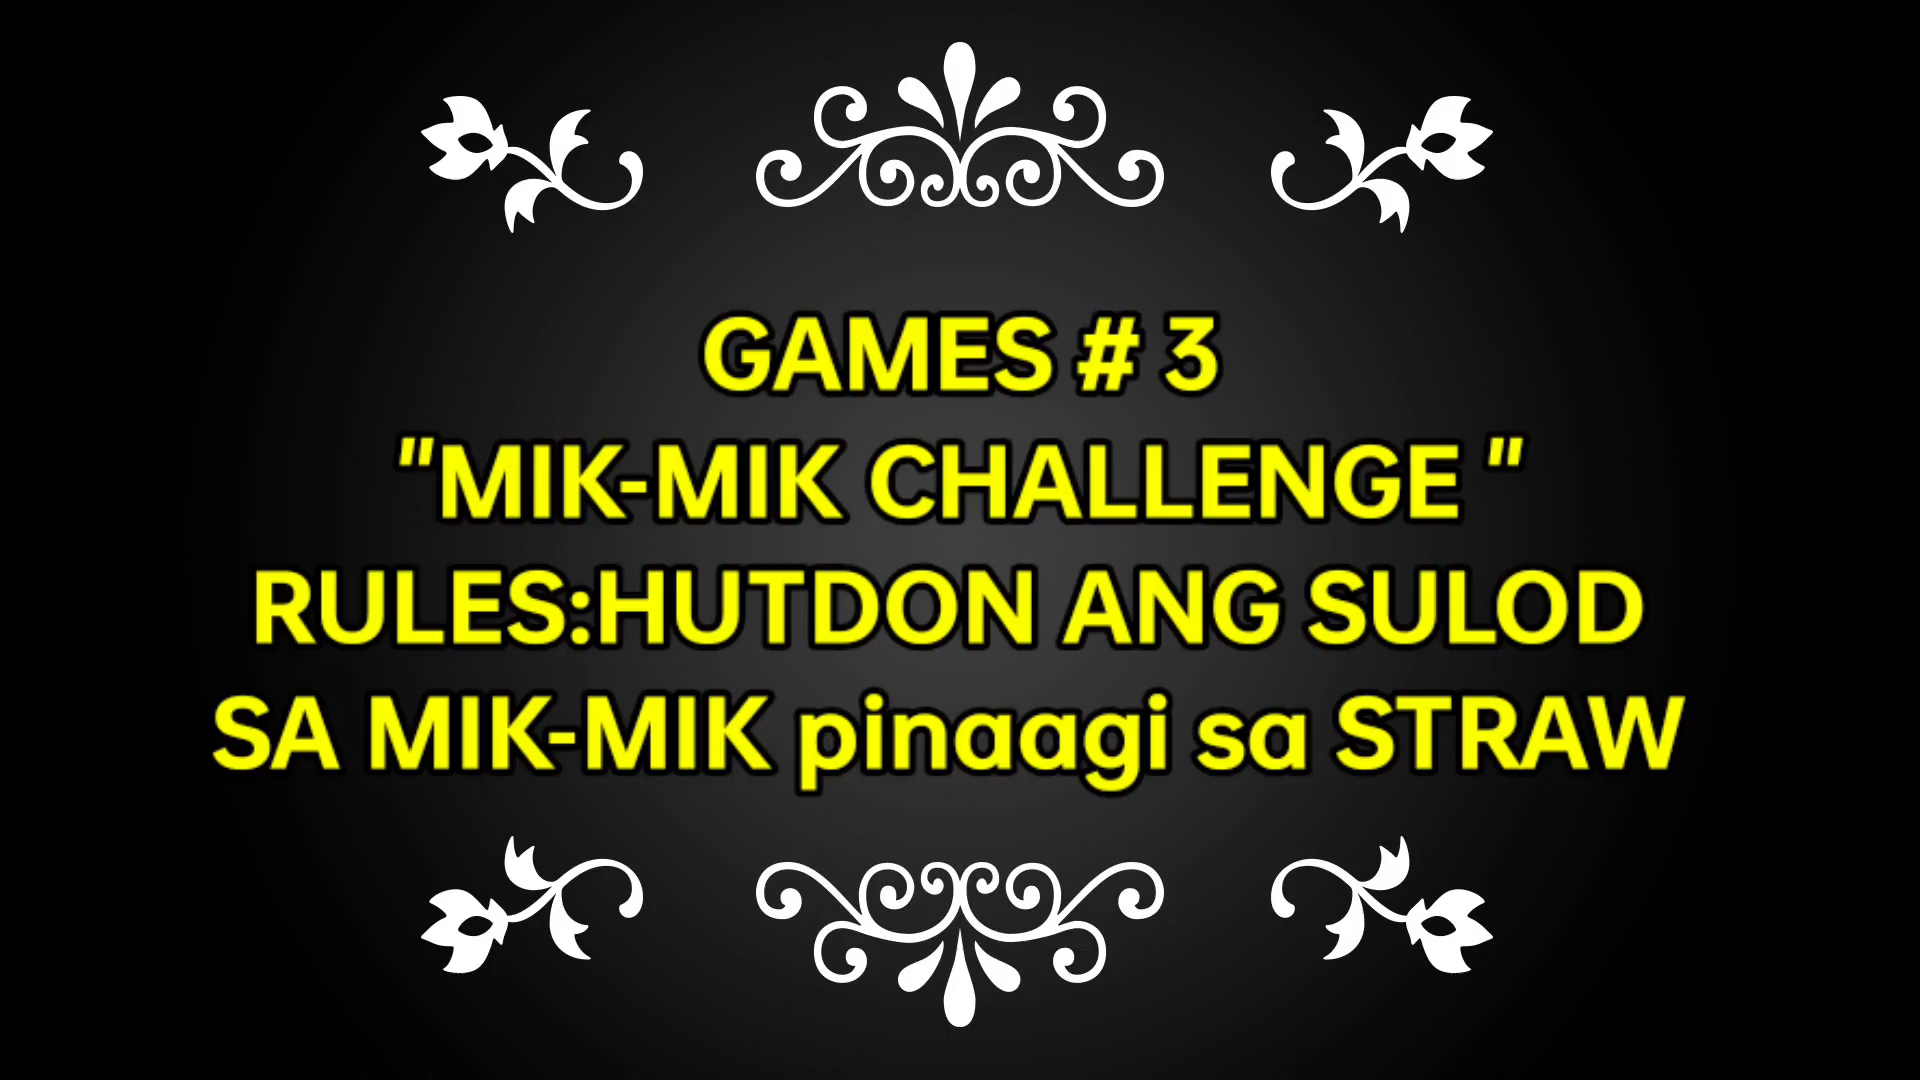 GAMES # 3
"MIK-MIK CHALLENGE "
RULES:HUTDON ANG SULOD
SA MIK-MIK pinaagi sa STRAW